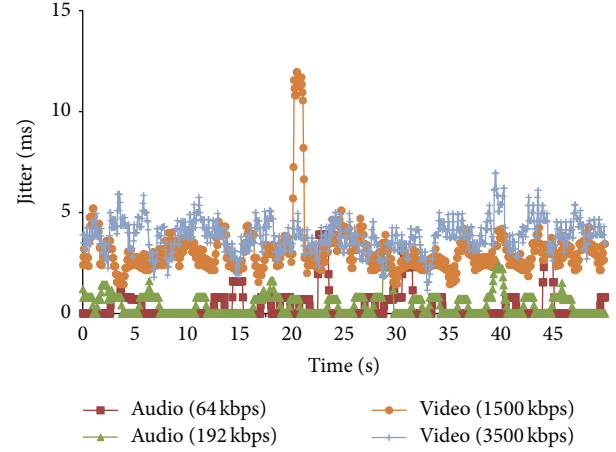 15
10
5
0
Jitter (ms)
0 5 10 15 20 25 30 35 40 45
Time (s)
Audio (64 kbps)
Audio (192 kbps)
Video (1500 kbps)
Video (3500 kbps)